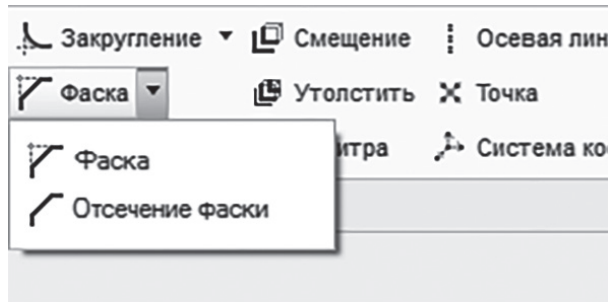 Закругление Смещение Осевая лин
Фаска Утолстить Точка
итра Система ко
Фаска
Отсечение фаски